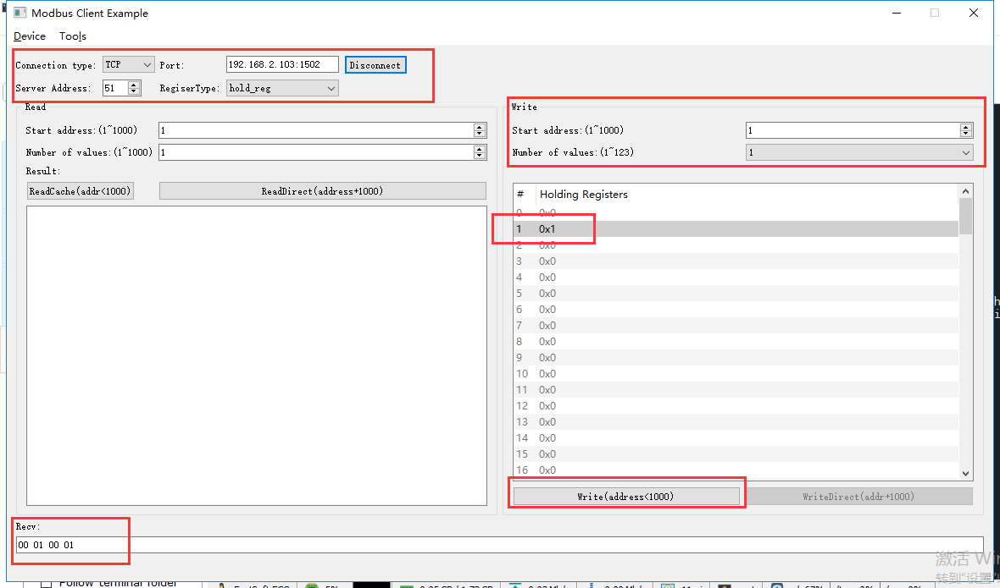 Modbus Client Example
Device Tools
Connection type: TCP Port: 192.168.2.103:1502 Disconnect
Server Address: 51 RegiserType: hold_reg
Read
Start address:(1~1000) 1
Number of values:(1~1000) 1
Result:
ReadCache(addr<1000) ReadDirect(address+1000)
Write
Start address:(1~1000) 1
Number of values:(1~123) 1
# Holding Registers
0 0x0
1 0x1
2 0x0
3 0x0
4 0x0
5 0x0
6 0x0
7 0x0
8 0x0
9 0x0
10 0x0
11 0x0
12 0x0
13 0x0
14 0x0
15 0x0
16 0x0
Write(address<1000) WriteDirect(addr+1000)
Recv:
00 01 00 01
激活 Win
转到"设置"
Follow terminal folder